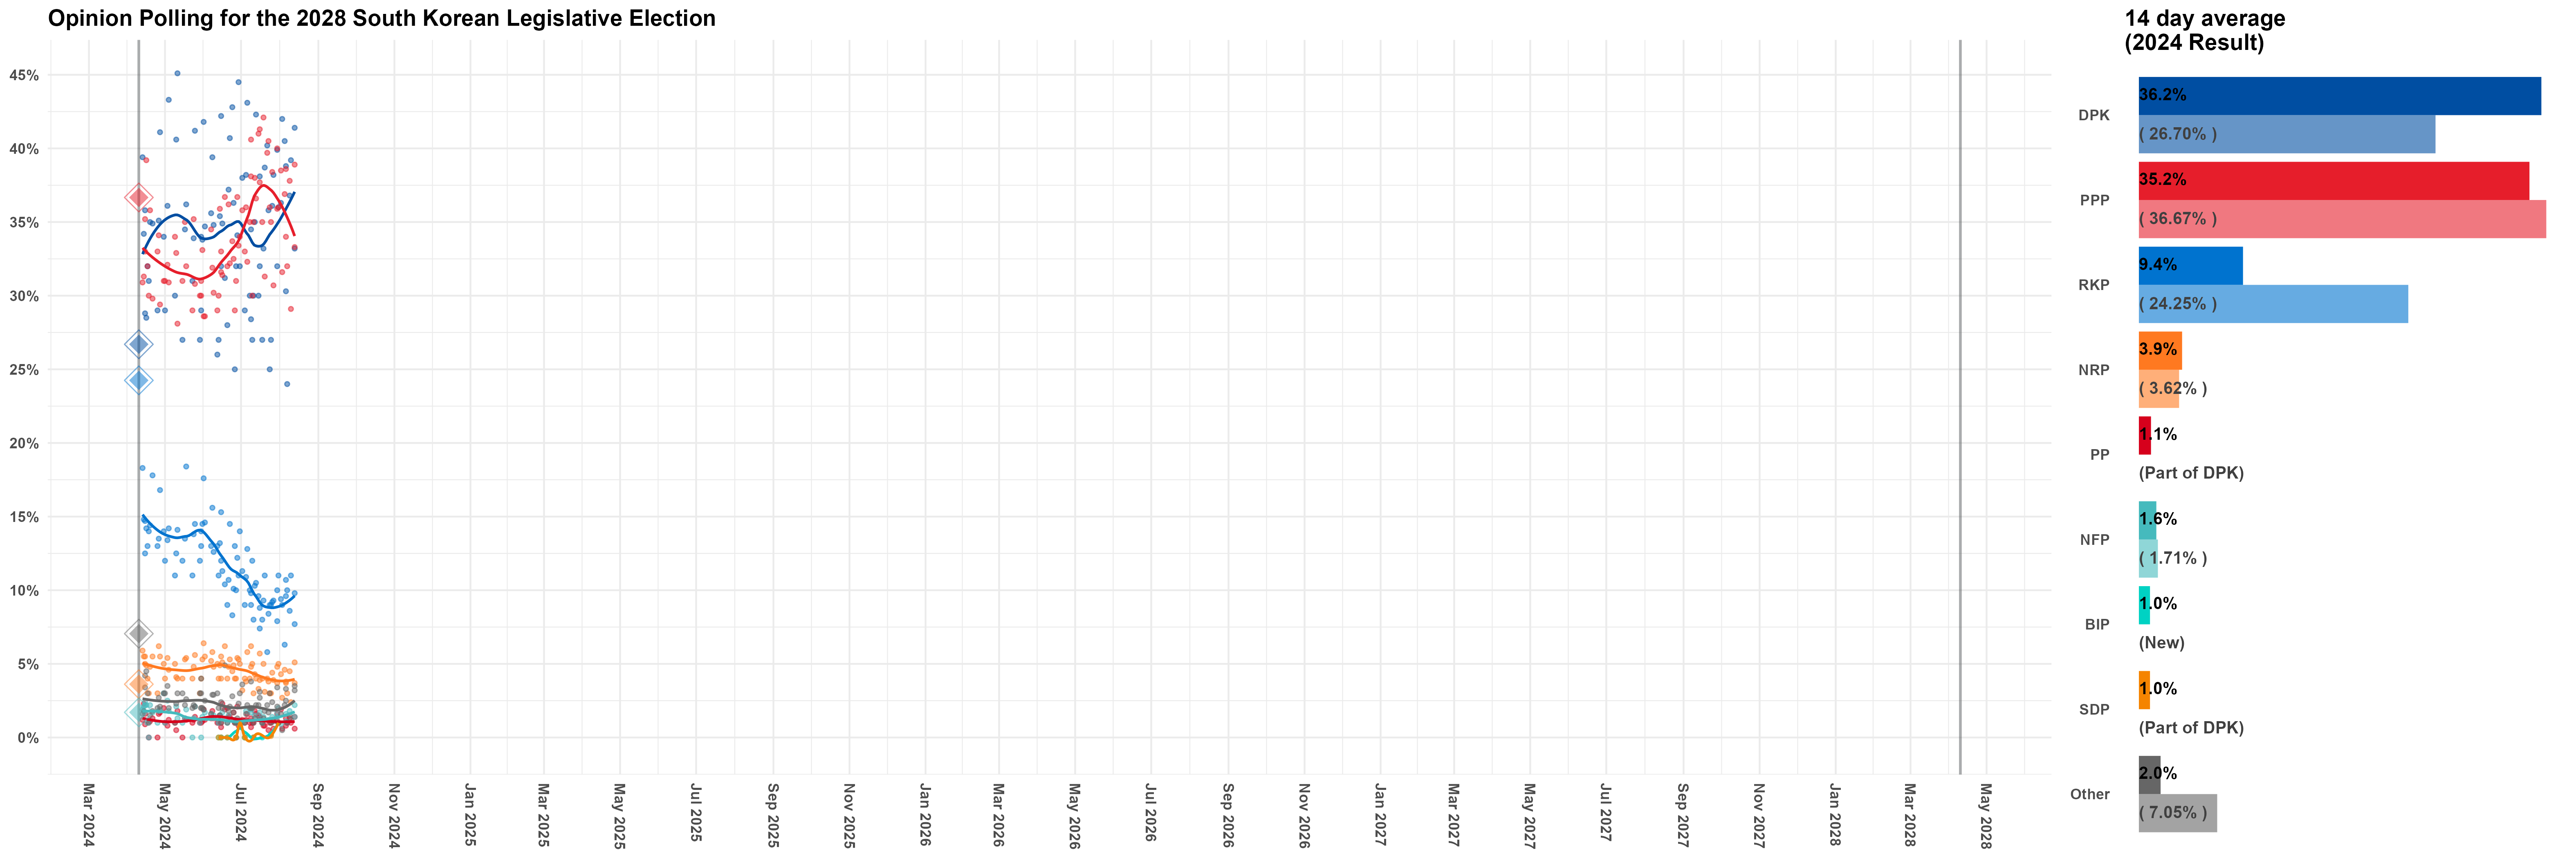 Opinion Polling for the 2028 South Korean Legislative Election
45%
40%
35%
30%
25%
20%
15%
10%
5%
0%
Mar 2024
May 2024
Jul 2024
Sep 2024
Nov 2024
Jan 2025
Mar 2025
May 2025
Jul 2025
Sep 2025
Nov 2025
Jan 2026
Mar 2026
May 2026
Jul 2026
Sep 2026
Nov 2026
Jan 2027
Mar 2027
May 2027
Jul 2027
Sep 2027
Nov 2027
Jan 2028
Mar 2028
May 2028
14 day average
(2024 Result)
DPK
36.2%
( 26.70% )
PPP
35.2%
( 36.67% )
RKP
9.4%
( 24.25% )
NRP
3.9%
( 3.62% )
PP
1.1%
(Part of DPK)
NFP
1.6%
( 1.71% )
BIP
1.0%
(New)
SDP
1.0%
(Part of DPK)
Other
2.0%
( 7.05% )